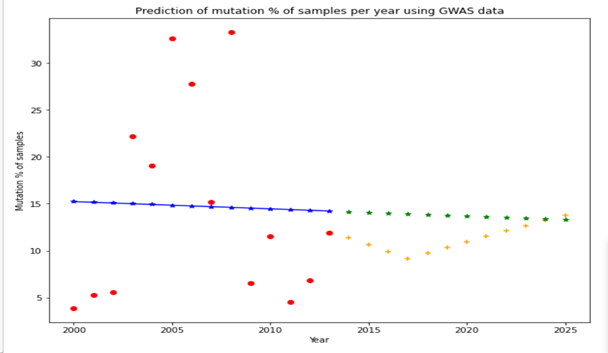 Prediction of mutation % of samples per year using GWAS data
Mutation % of samples
30
25
20
15
10
5
2000 2005 2010 2015 2020 2025
Year